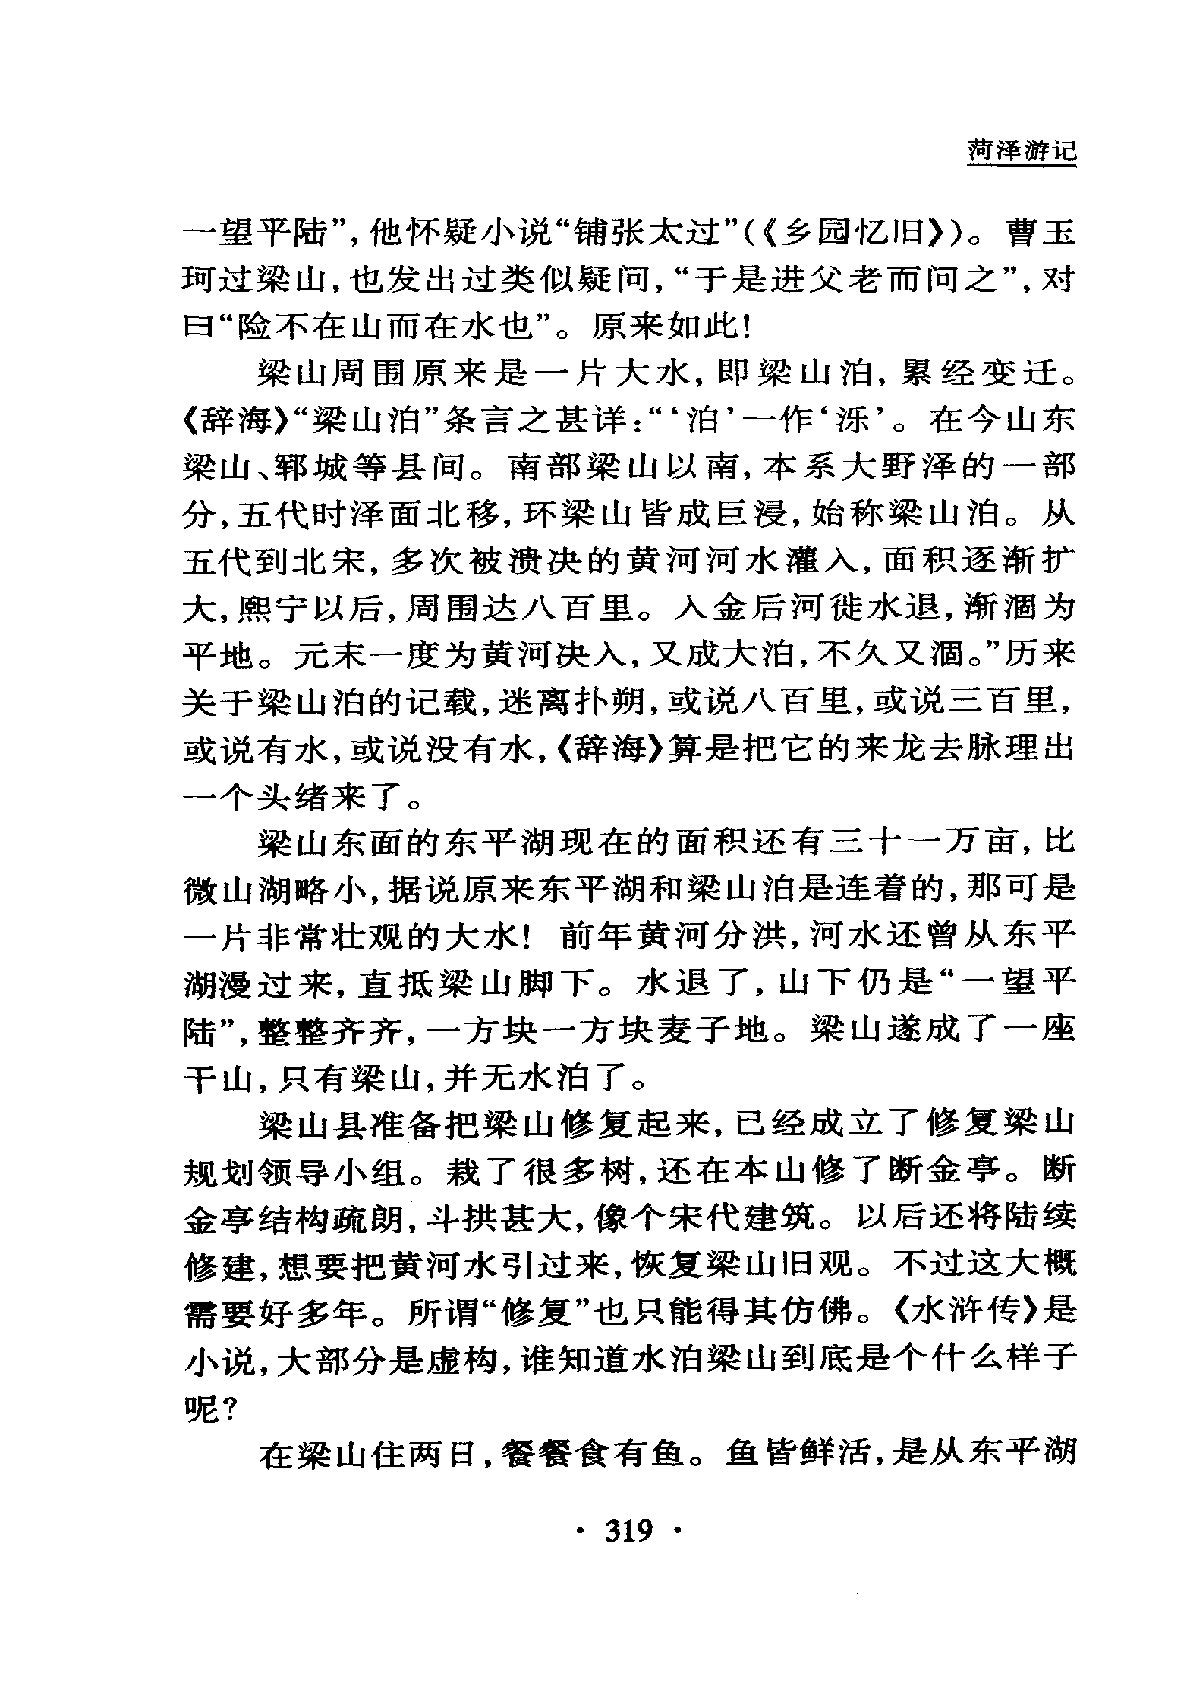 菏泽游记
一望平陆”，他怀疑小说“铺张太过”(《乡园忆旧》)。曹玉
珂过梁山，也发出过类似疑问，“于是进父老而问之”，对
曰“险不在山而在水也”。原来如此！
梁山周围原来是一片大水，即梁山泊，累经变迁。
《辞海》“梁山泊”条言之甚详：“‘泊’一作‘泺’。在今山东
梁山、郓城等县间。南部梁山以南，本系大野泽的一部
分，五代时泽面北移，环梁山皆成巨浸，始称梁山泊。从
五代到北宋，多次被溃决的黄河河水灌入，面积逐渐扩
大，熙宁以后，周围达八百里。入金后河徙水退，渐涸为
平地。元末一度为黄河决入，又成大泊，不久又涸。”历来
关于梁山泊的记载，迷离扑朔，或说八百里，或说三百里，
或说有水，或说没有水，《辞海》算是把它的来龙去脉理出
一个头绪来了。
梁山东面的东平湖现在的面积还有三十一万亩，比
微山湖略小，据说原来东平湖和梁山泊是连着的，那可是
一片非常壮观的大水！前年黄河分洪，河水还曾从东平
湖漫过来，直抵梁山脚下。水退了，山下仍是“一望平
陆”，整整齐齐，一方块一方块麦子地。梁山遂成了一座
干山，只有梁山，并无水泊了。
梁山县准备把梁山修复起来，已经成立了修复梁山
规划领导小组。栽了很多树，还在本山修了断金亭。断
金亭结构疏朗，斗拱甚大，像个宋代建筑。以后还将陆续
修建，想要把黄河水引过来，恢复梁山旧观。不过这大概
需要好多年。所谓“修复”也只能得其仿佛。《水浒传》是
小说，大部分是虚构，谁知道水泊梁山到底是个什么样子
呢？
在梁山住两日，餐餐食有鱼。鱼皆鲜活，是从东平湖
· 319 ·